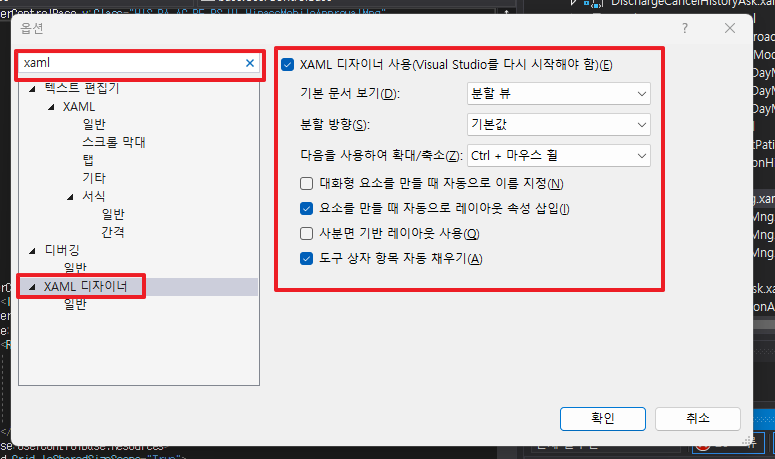 DischargeCancelHistoryAsk.xa
옵션
xaml
텍스트 편집기
XAML
일반
스크롤 막대
탭
기타
서식
일반
간격
디버깅
일반
XAML 디자이너
일반
XAML 디자이너 사용(Visual Studio를 다시 시작해야 함)(E)
기본 문서 보기(D):
분할 뷰
분할 방향(S):
기본값
다음을 사용하여 확대/축소(Z):
Ctrl + 마우스 휠
대화형 요소를 만들 때 자동으로 이름 지정(N)
요소를 만들 때 자동으로 레이아웃 속성 삽입(I)
사분면 기반 레이아웃 사용(Q)
도구 상자 항목 자동 채우기(A)
확인
취소